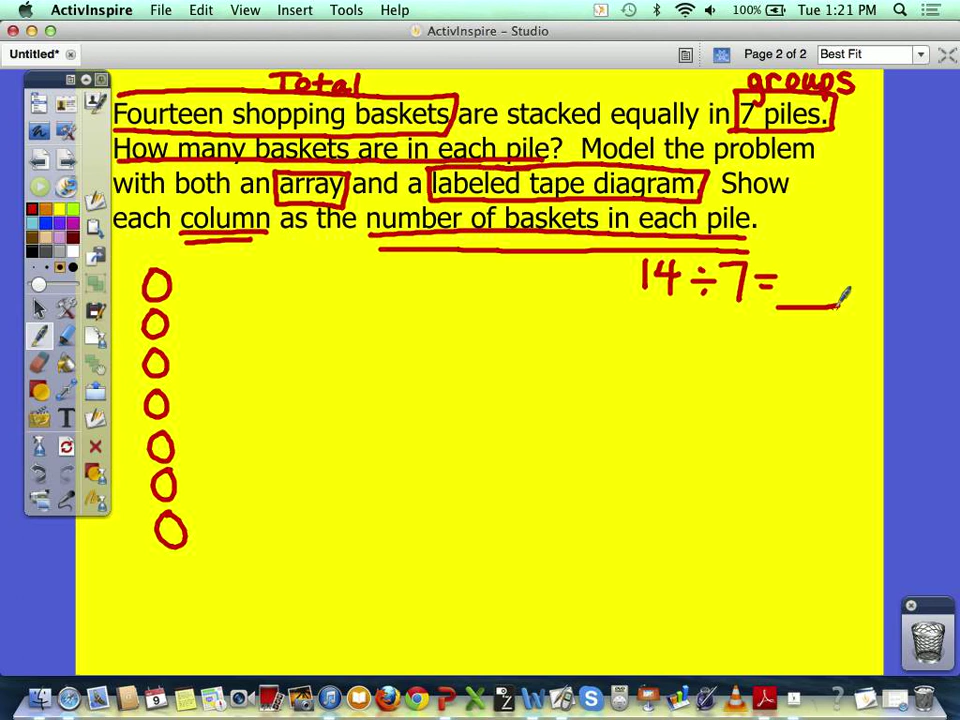 ActivInspire File Edit View Insert Tools Help 100% Tue 1:21 PM
ActivInspire – Studio
Untitled* Page 2 of 2 Best Fit
Total groups
Fourteen shopping baskets are stacked equally in 7 piles.
How many baskets are in each pile? Model the problem
with both an array and a labeled tape diagram. Show
each column as the number of baskets in each pile.
14 ÷ 7 = ___